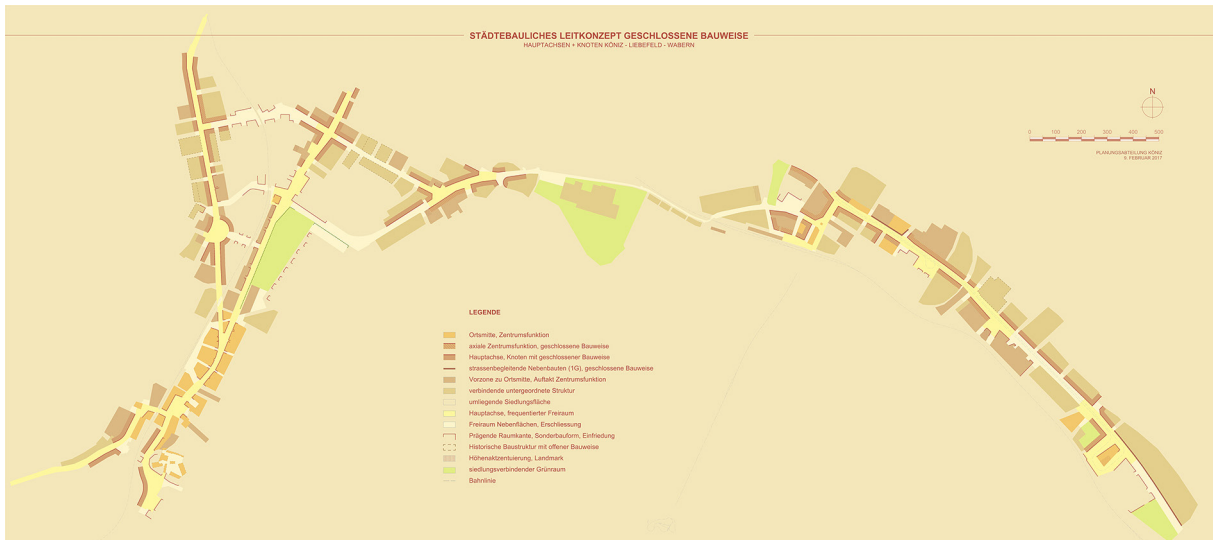 STÄDTEBAULICHES LEITKONZEPT GESCHLOSSENE BAUWEISE
HAUPTACHSEN + KNOTEN KÖNIZ - LIEBEFELD - WABERN
N
0 100 200 300 400 500
PLANUNGSABTEILUNG KÖNIZ
8. FEBRUAR 2017
LEGENDE
Ortsmitte, Zentrumsfunktion
axiale Zentrumsfunktion, geschlossene Bauweise
Hauptachse, Knoten mit geschlossener Bauweise
strassenbegleitende Nebenbauten (1G), geschlossene Bauweise
Vorzone zu Ortsmitte, Auftakt Zentrumsfunktion
verbindende untergeordnete Struktur
umliegende Siedlungsfläche
Hauptachse, frequentierter Freiraum
Freiraum Nebenflächen, Erschliessung
Prägende Raumkante, Sonderbauform, Einfriedung
Historische Baustruktur mit offener Bauweise
Höhenaktzentuierung, Landmark
siedlungsverbindender Grünraum
Bahnlinie